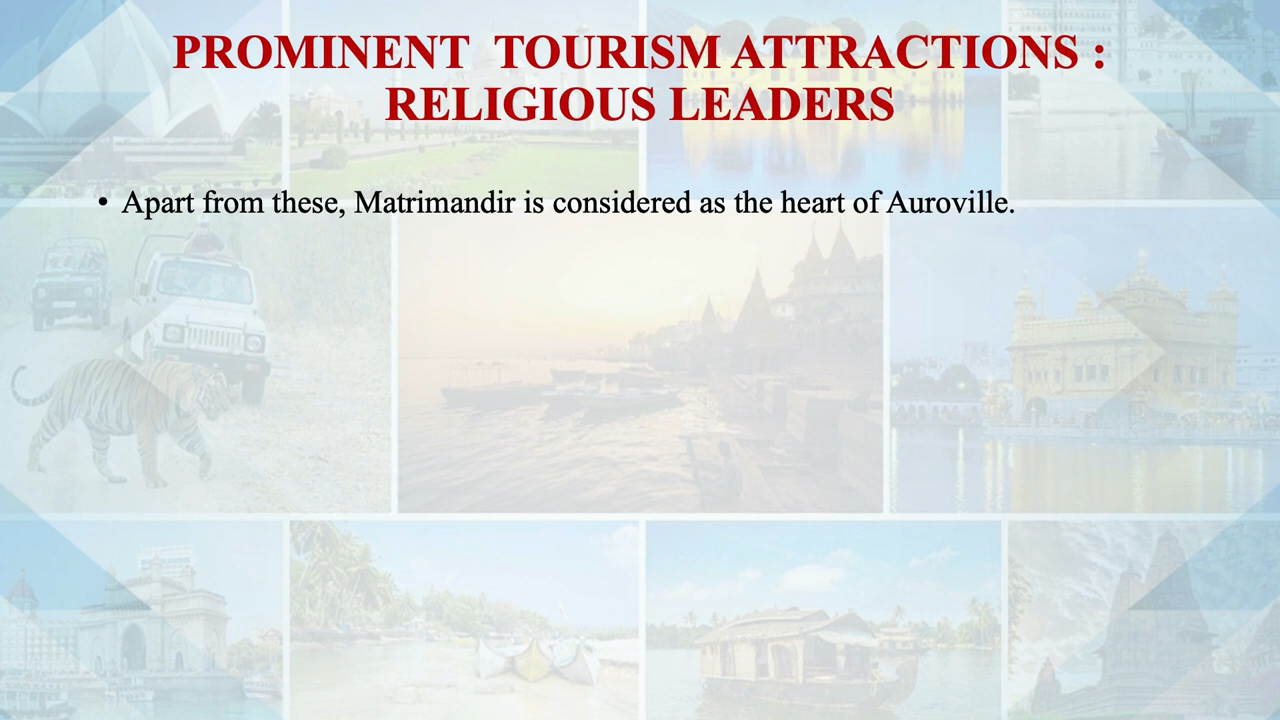 PROMINENT TOURISM ATTRACTIONS :
RELIGIOUS LEADERS
• Apart from these, Matrimandir is considered as the heart of Auroville.